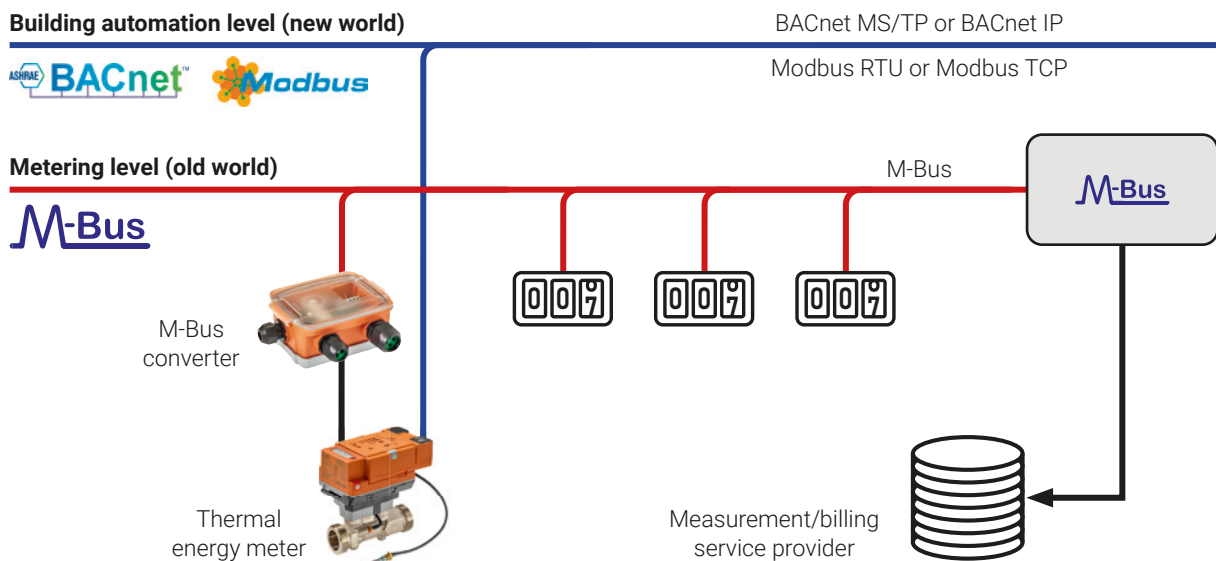 Building automation level (new world)
BACnet MS/TP or BACnet IP
ASHRAE BACnet™
Modbus
Modbus RTU or Modbus TCP
Metering level (old world)
M-Bus
M-Bus
M-Bus
007
007
007
M-Bus
converter
Thermal
energy meter
Measurement/billing
service provider